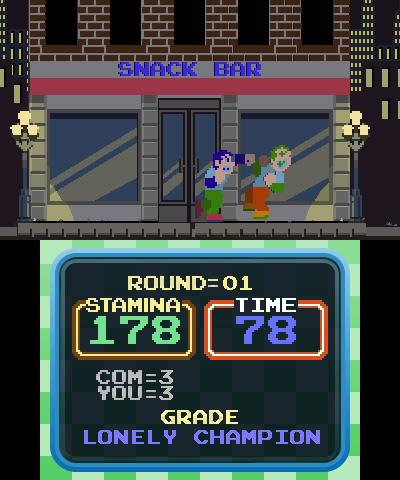 SNACK BAR
ROUND=01
STAMINA TIME
178 78
COM=3
YOU=3
GRADE
LONELY CHAMPION